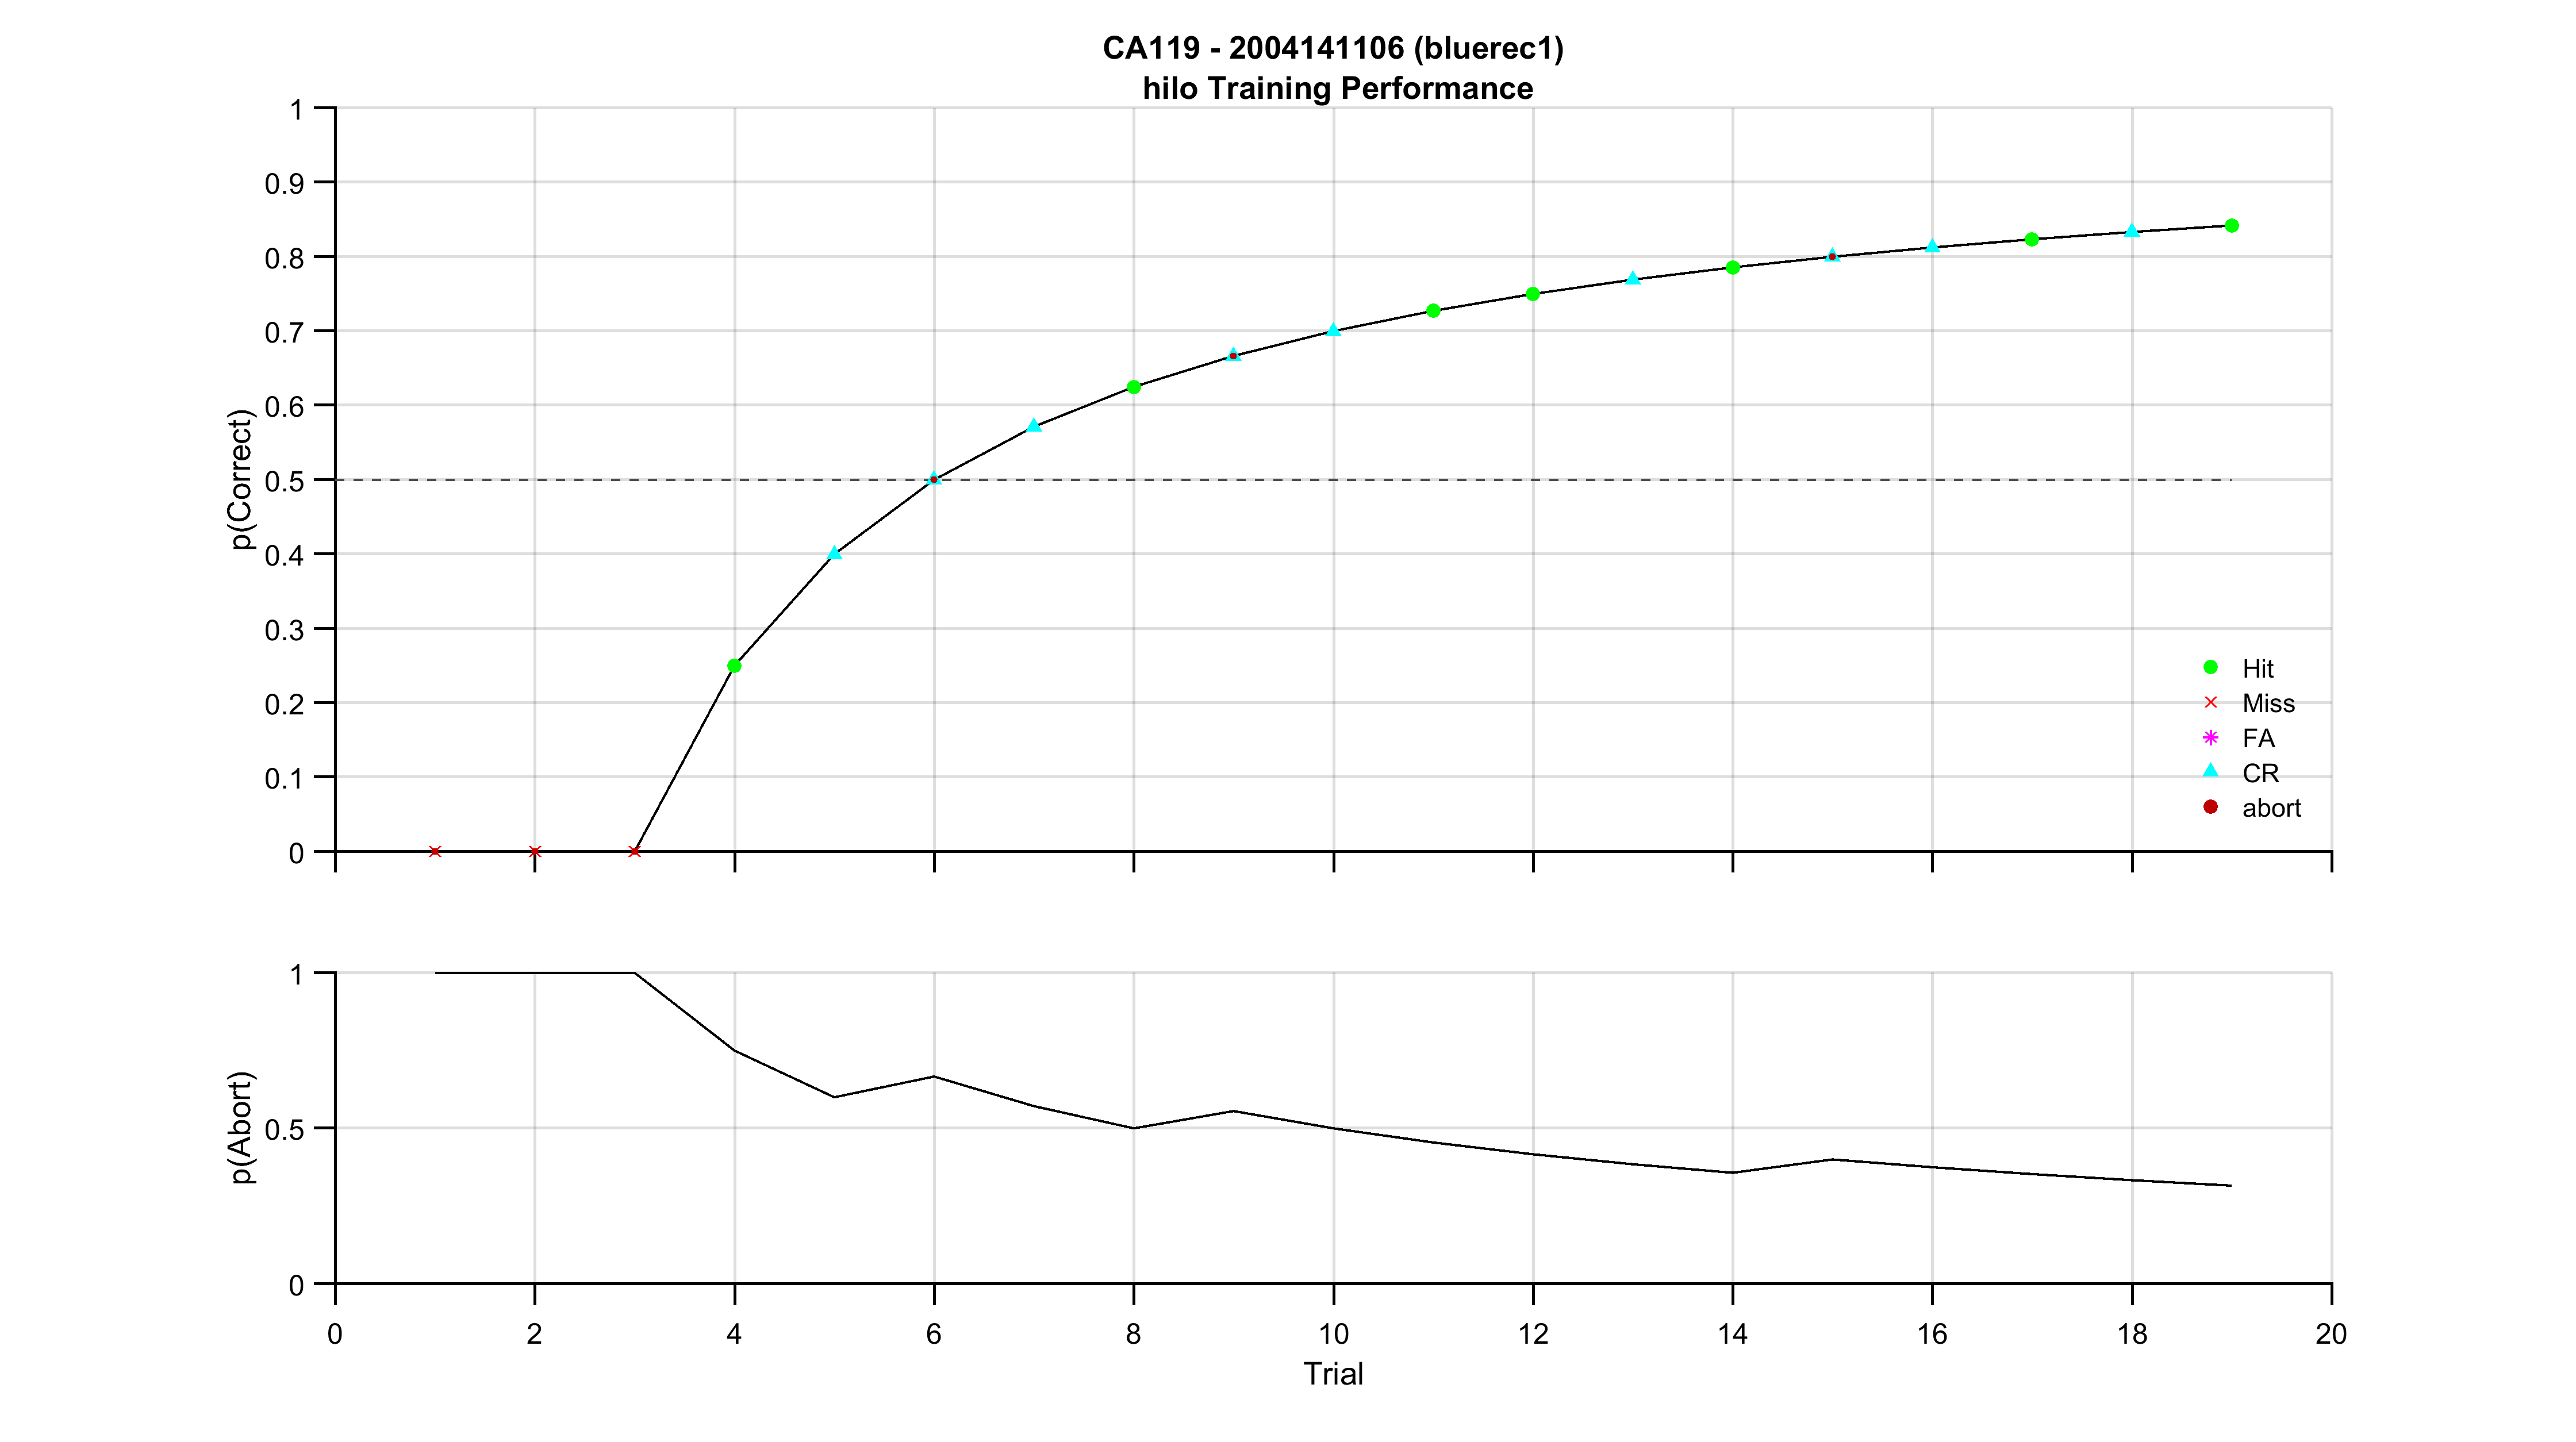 CA119 - 2004141106 (bluerec1)
hilo Training Performance
1
0.9
0.8
0.7
0.6
0.5
0.4
0.3
0.2
0.1
0
p(Correct)
Hit
Miss
FA
CR
abort
1
0.5
0
p(Abort)
0 2 4 6 8 10 12 14 16 18 20
Trial